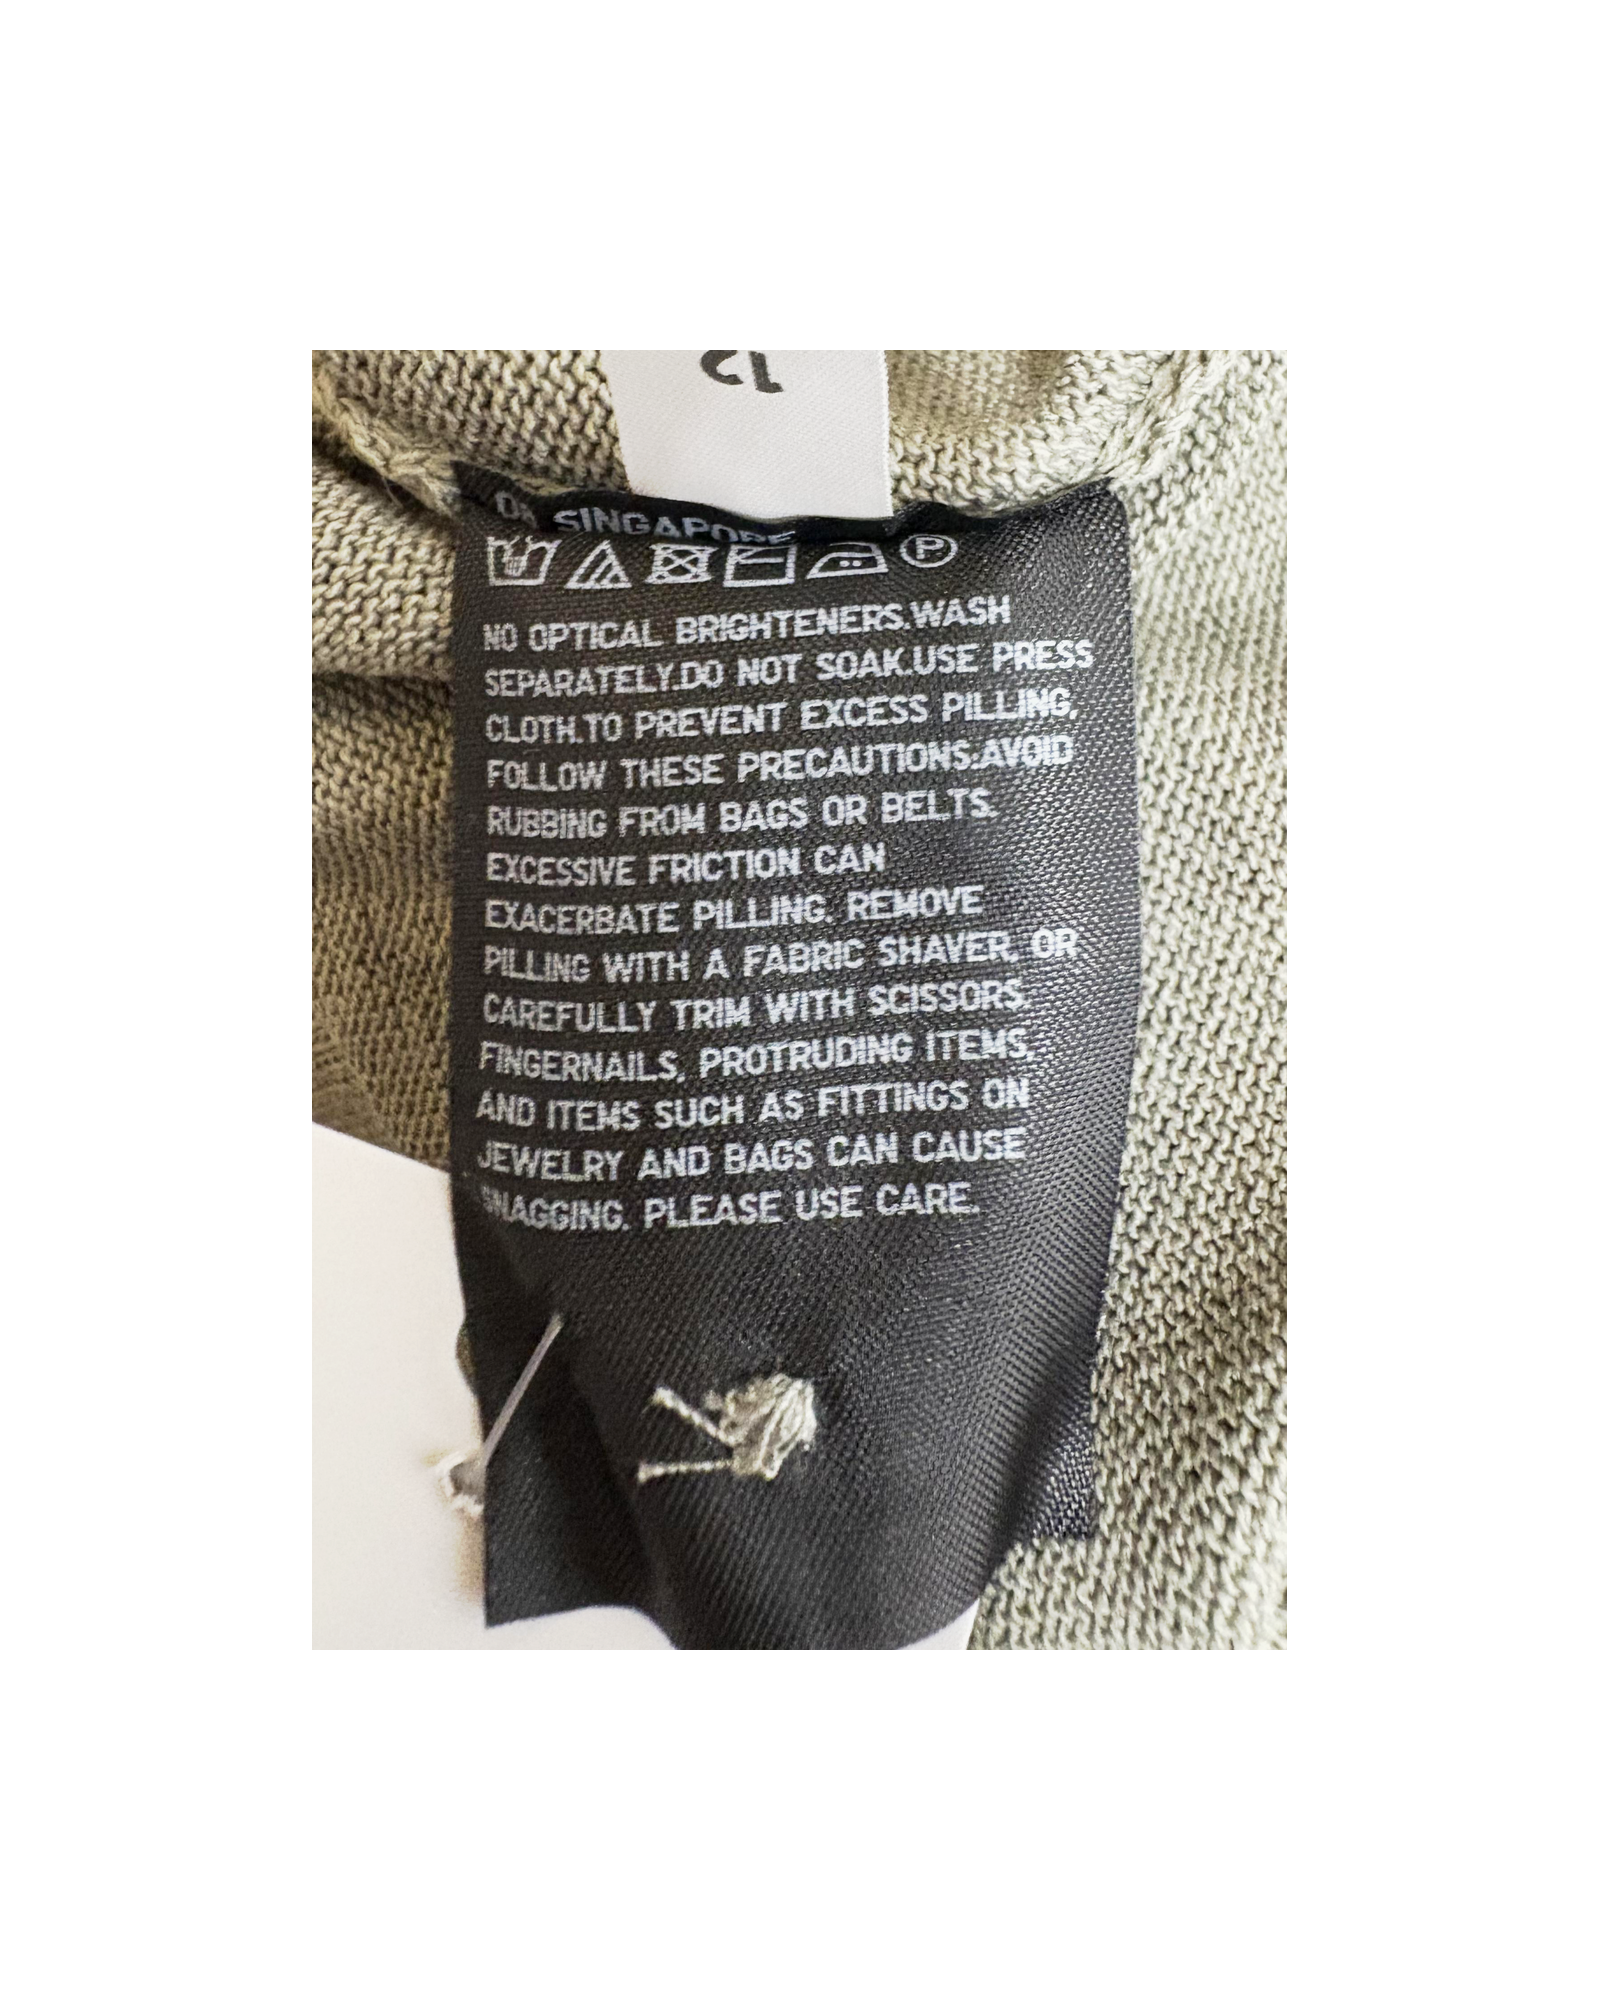 SINGAPORE
P
NO OPTICAL BRIGHTENERS.WASH
SEPARATELY.DO NOT SOAK.USE PRESS
CLOTH.TO PREVENT EXCESS PILLING,
FOLLOW THESE PRECAUTIONS:AVOID
RUBBING FROM BAGS OR BELTS.
EXCESSIVE FRICTION CAN
EXACERBATE PILLING. REMOVE
PILLING WITH A FABRIC SHAVER, OR
CAREFULLY TRIM WITH SCISSORS.
FINGERNAILS, PROTRUDING ITEMS,
AND ITEMS SUCH AS FITTINGS ON
JEWELRY AND BAGS CAN CAUSE
SNAGGING. PLEASE USE CARE.